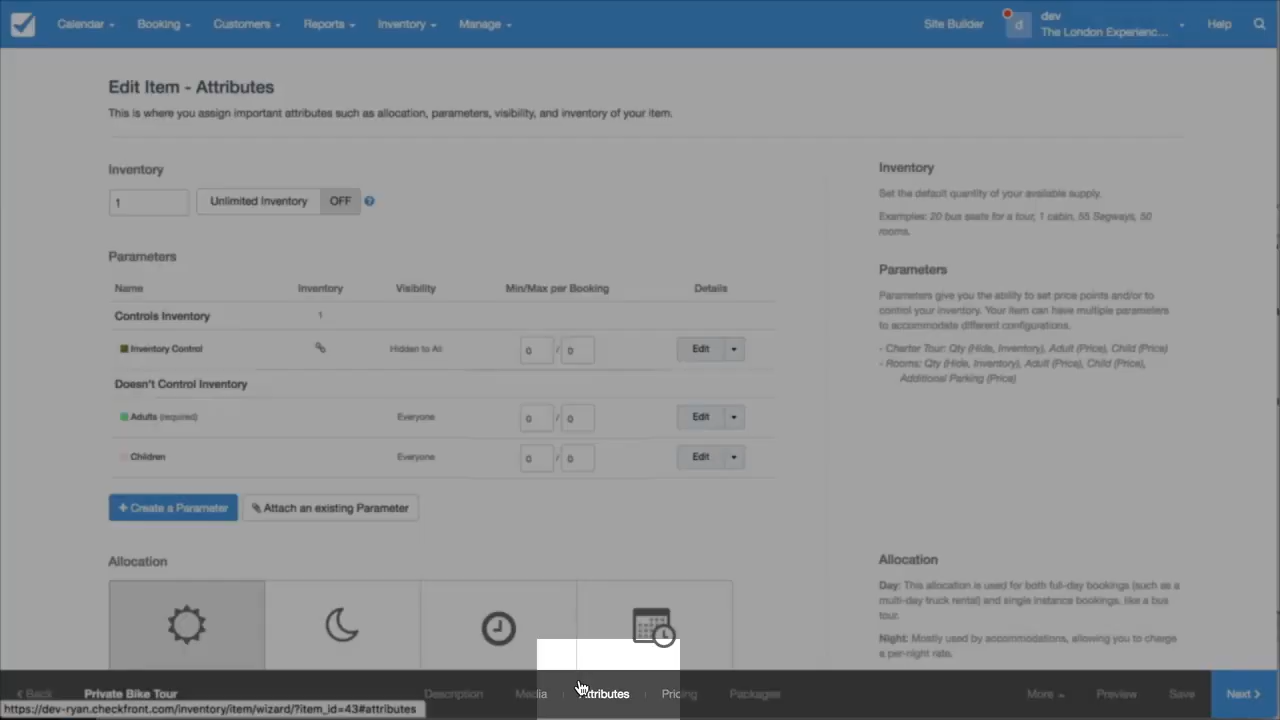 Calendar Booking Customers Reports Inventory Manage Site Builder d dev Help
The London Experienc...
Edit Item - Attributes
This is where you assign important attributes such as allocation, parameters, visibility, and inventory of your item.
Inventory
1 Unlimited Inventory OFF ?
Parameters
Name Inventory Visibility Min/Max per Booking Details
Controls Inventory 1
Inventory Control Hidden to All 0 / 0 Edit
Doesn't Control Inventory
Adults (required) Everyone 0 / 0 Edit
Children Everyone 0 / 0 Edit
+ Create a Parameter Attach an existing Parameter
Allocation
Inventory
Set the default quantity of your available supply.
Examples: 20 bus seats for a tour, 1 cabin, 55 Segways, 50
rooms.
Parameters
Parameters give you the ability to set price points and/or to
control your inventory. Your item can have multiple parameters
to accommodate different configurations.
- Charter Tour: Qty (Hide, Inventory), Adult (Price), Child (Price)
- Rooms: Qty (Hide, Inventory), Adult (Price), Child (Price),
Additional Parking (Price)
Allocation
Day: This allocation is used for both full-day bookings (such as a
multi-day truck rental) and single instance bookings, like a bus
tour.
Night: Mostly used by accommodations, allowing you to charge
a per-night rate.
Back Private Bike Tour Description Media Attributes Pricing Packages More Preview Save Next
https://dev-ryan.checkfront.com/inventory/item/wizard/?item_id=43#attributes